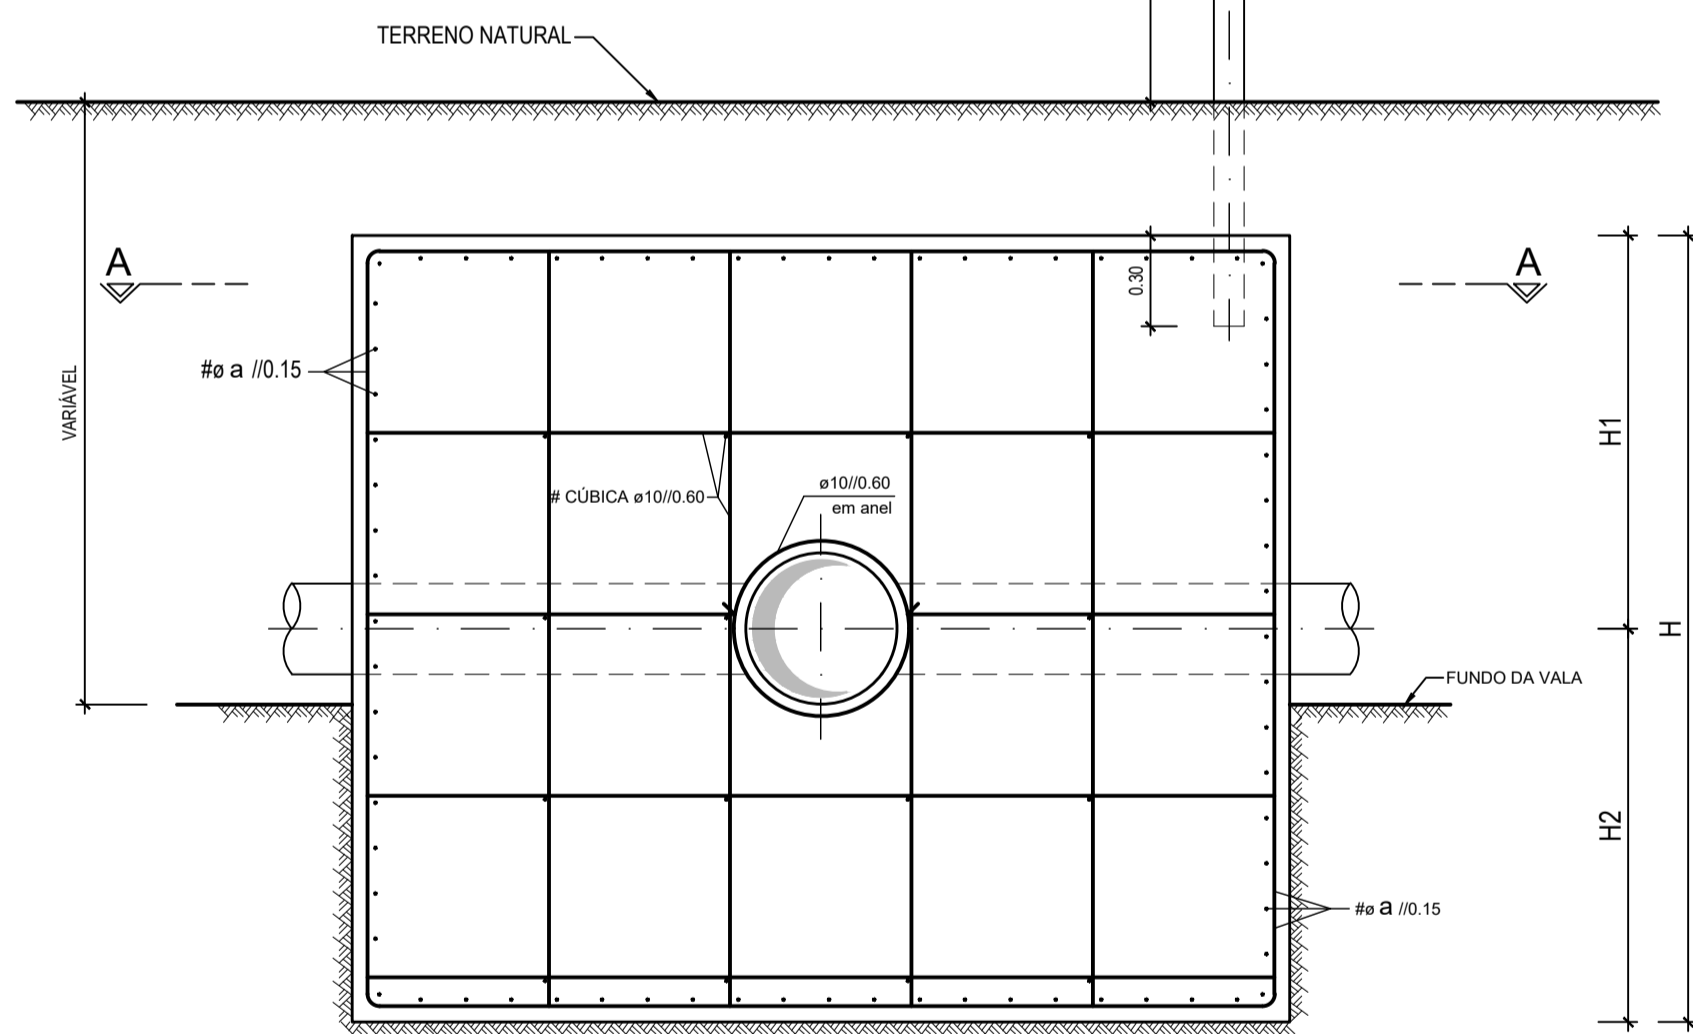 TERRENO NATURAL
A
A
0.30
#ø a //0.15
VARIÁVEL
H1
ø10//0.60
em anel
# CÚBICA ø10//0.60
H
FUNDO DA VALA
H2
#ø a //0.15